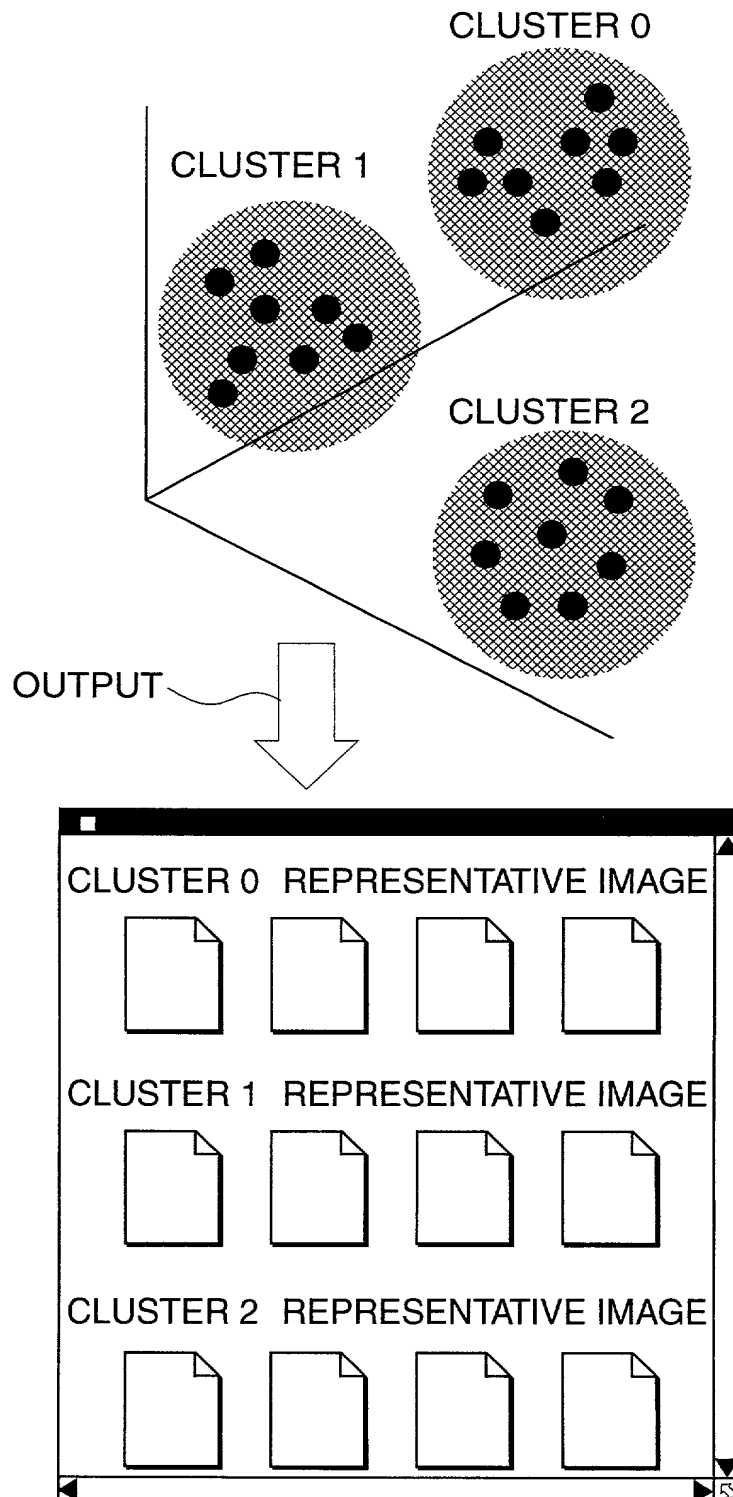 CLUSTER 0
CLUSTER 1
CLUSTER 2
OUTPUT
CLUSTER 0 REPRESENTATIVE IMAGE
CLUSTER 1 REPRESENTATIVE IMAGE
CLUSTER 2 REPRESENTATIVE IMAGE